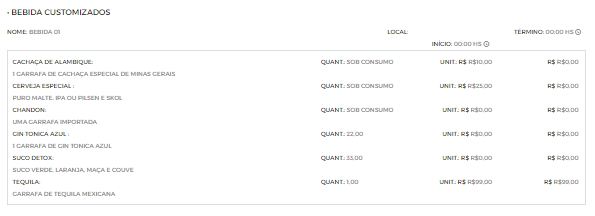 • BEBIDA CUSTOMIZADOS
NOME: BEBIDA 01 LOCAL: TÉRMINO: 00:00 HS
INÍCIO: 00:00 HS
CACHAÇA DE ALAMBIQUE: QUANT.: SOB CONSUMO UNIT.: R$ R$10.00 R$ R$0.00
1 GARRAFA DE CACHAÇA ESPECIAL DE MINAS GERAIS
CERVEJA ESPECIAL : QUANT.: SOB CONSUMO UNIT.: R$ R$25.00 R$ R$0.00
PURO MALTE, IPA OU PILSEN E SKOL
CHANDON: QUANT.: SOB CONSUMO UNIT.: R$ R$0.00 R$ R$0.00
UMA GARRAFA IMPORTADA
GIN TONICA AZUL : QUANT.: 22.00 UNIT.: R$ R$0.00 R$ R$0.00
1 GARRAFA DE GIN TONICA AZUL
SUCO DETOX: QUANT.: 33.00 UNIT.: R$ R$0.00 R$ R$0.00
SUCO VERDE, LARANJA, MAÇA E COUVE
TEQUILA: QUANT.: 1.00 UNIT.: R$ R$99.00 R$ R$99.00
GARRAFA DE TEQUILA MEXICANA